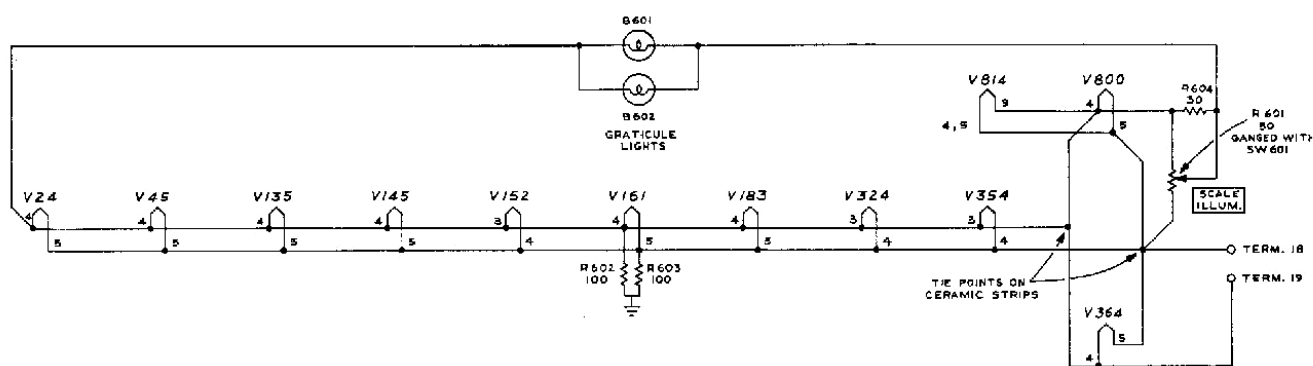 B601
B602
GRATICULE
LIGHTS
V814
9
4,5
V800
4
5
R604
50
R601
50
GANGED WITH
SW601
SCALE
ILLUM.
V24
4
5
V45
4
5
V135
4
5
V145
4
5
V152
3
4
V161
4
5
V183
4
5
V324
3
4
V354
3
4
R602
100
R603
100
TIE POINTS ON
CERAMIC STRIPS
TERM. 18
TERM. 19
V364
5
4